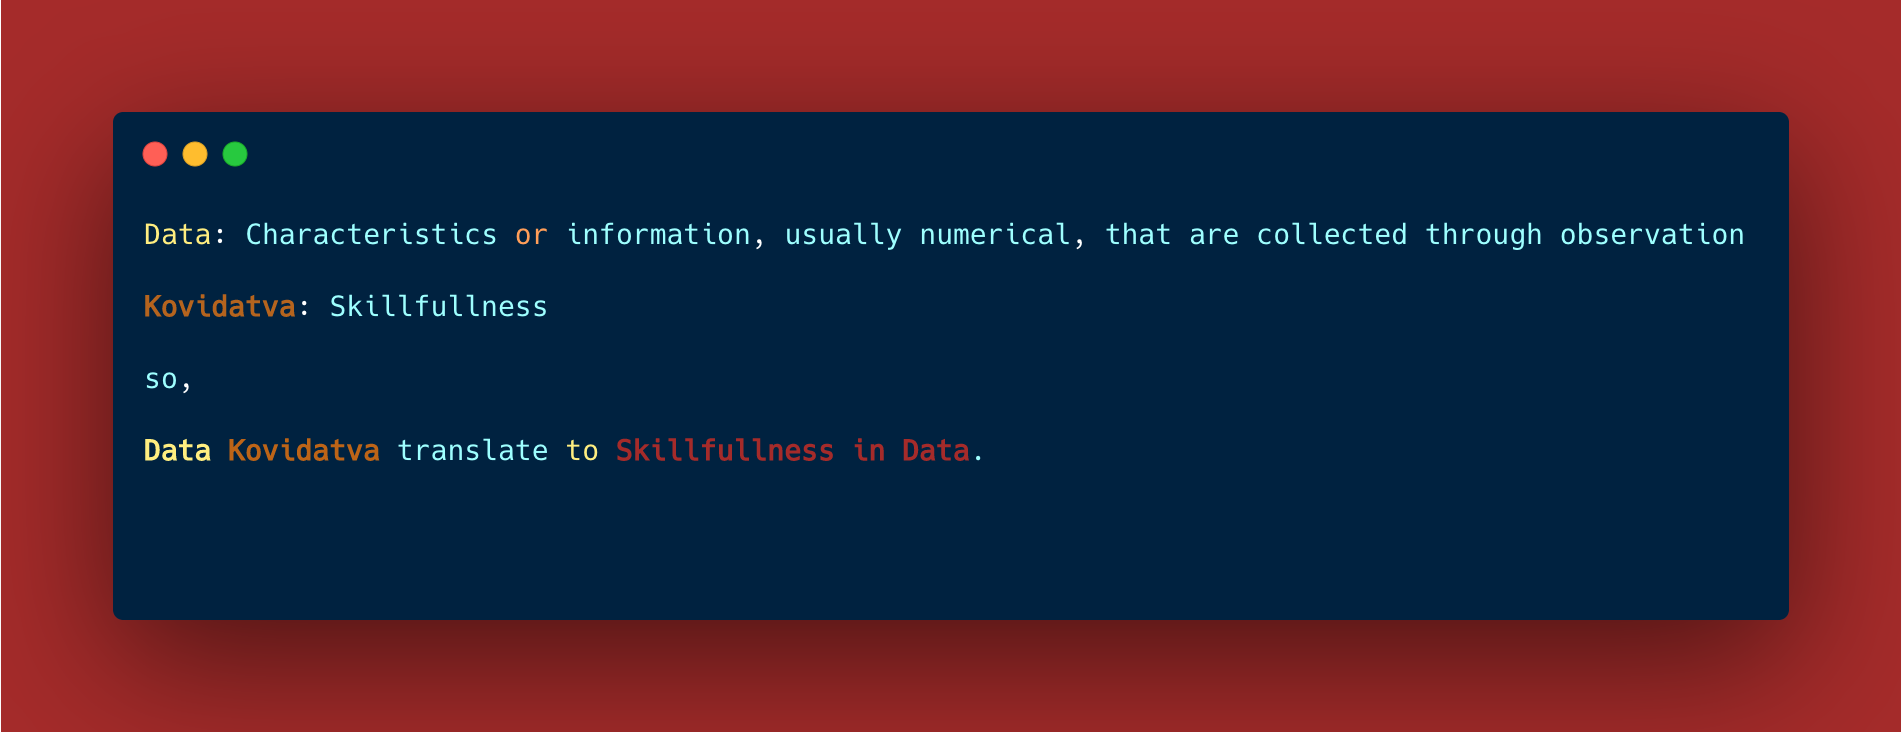 Data: Characteristics or information, usually numerical, that are collected through observation
Kovidatva: Skillfullness
so,
Data Kovidatva translate to Skillfullness in Data.